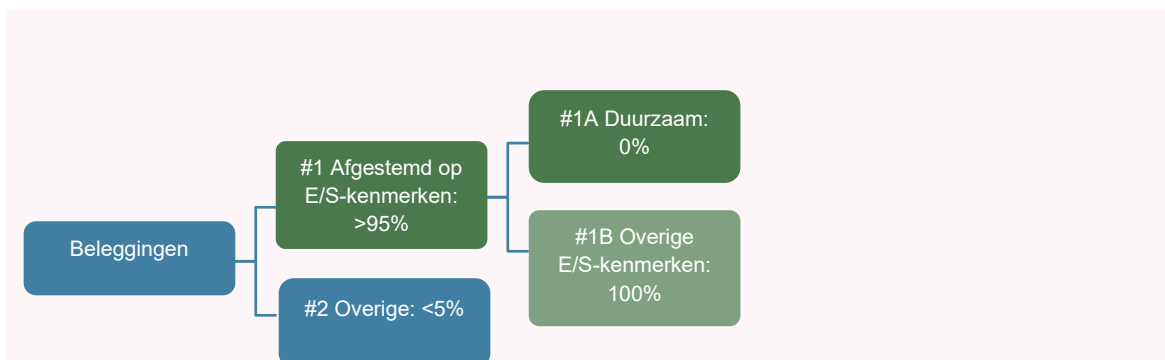 Beleggingen
#1 Afgestemd op
E/S-kenmerken:
>95%
#2 Overige: <5%
#1A Duurzaam:
0%
#1B Overige
E/S-kenmerken:
100%